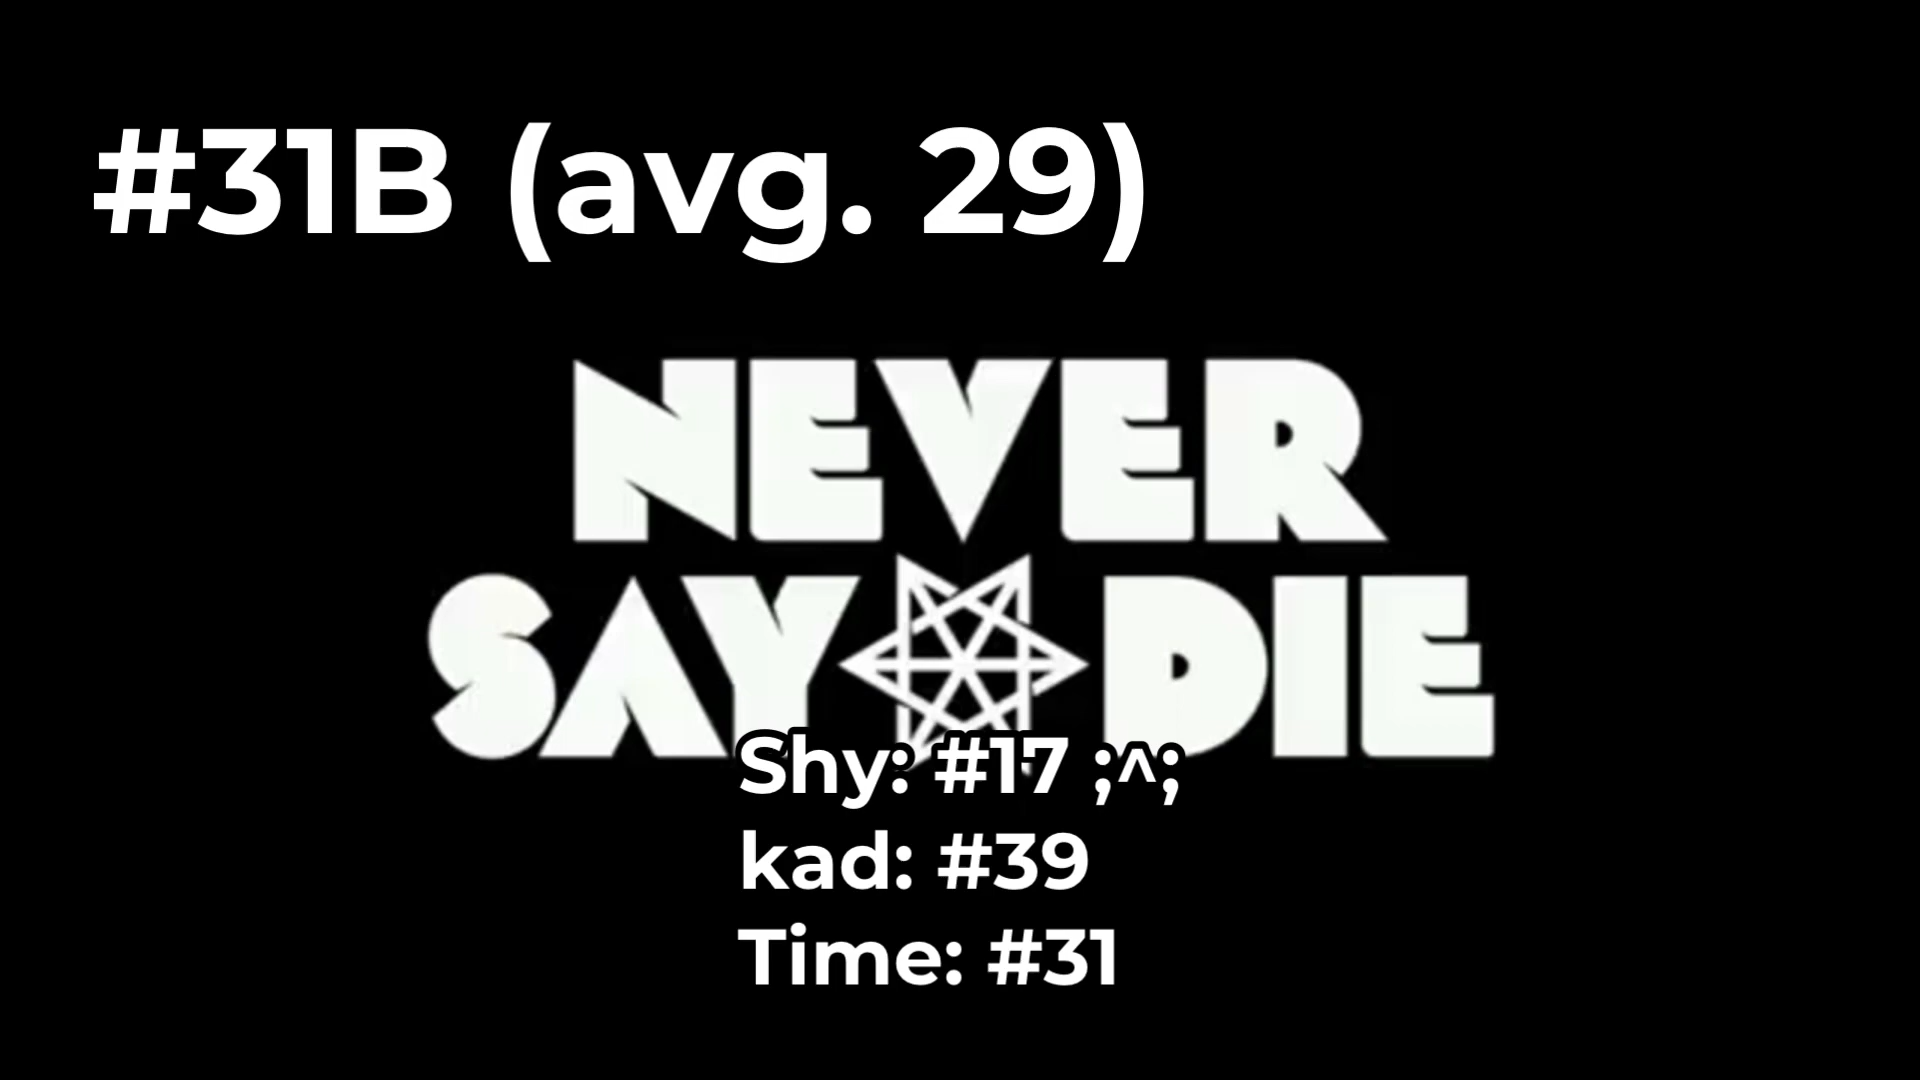 #31B (avg. 29)
NEVER
SAY DIE
Shy: #17 ;^;
kad: #39
Time: #31